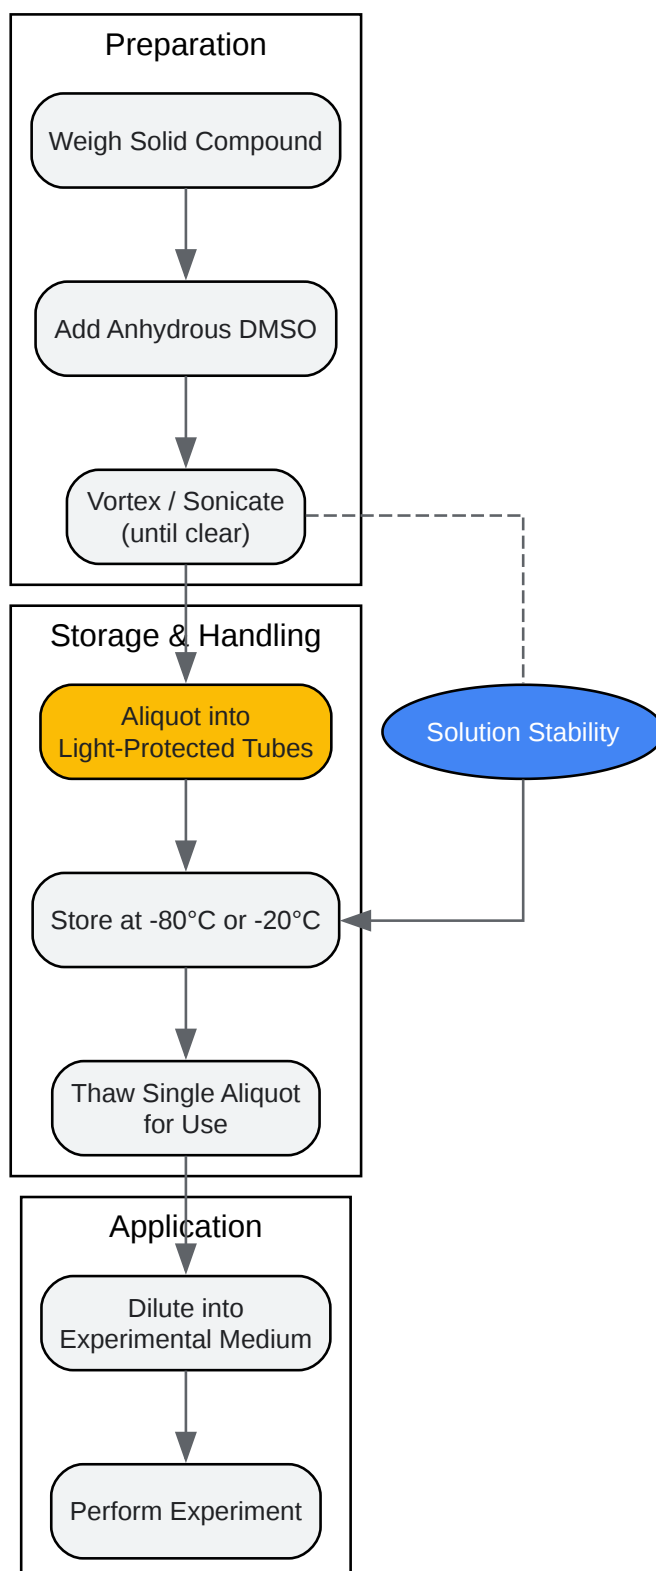 Preparation
Weigh Solid Compound
Add Anhydrous DMSO
Vortex / Sonicate
(until clear)
Storage & Handling
Aliquot into
Light-Protected Tubes
Solution Stability
Store at -80°C or -20°C
Thaw Single Aliquot
for Use
Application
Dilute into
Experimental Medium
Perform Experiment